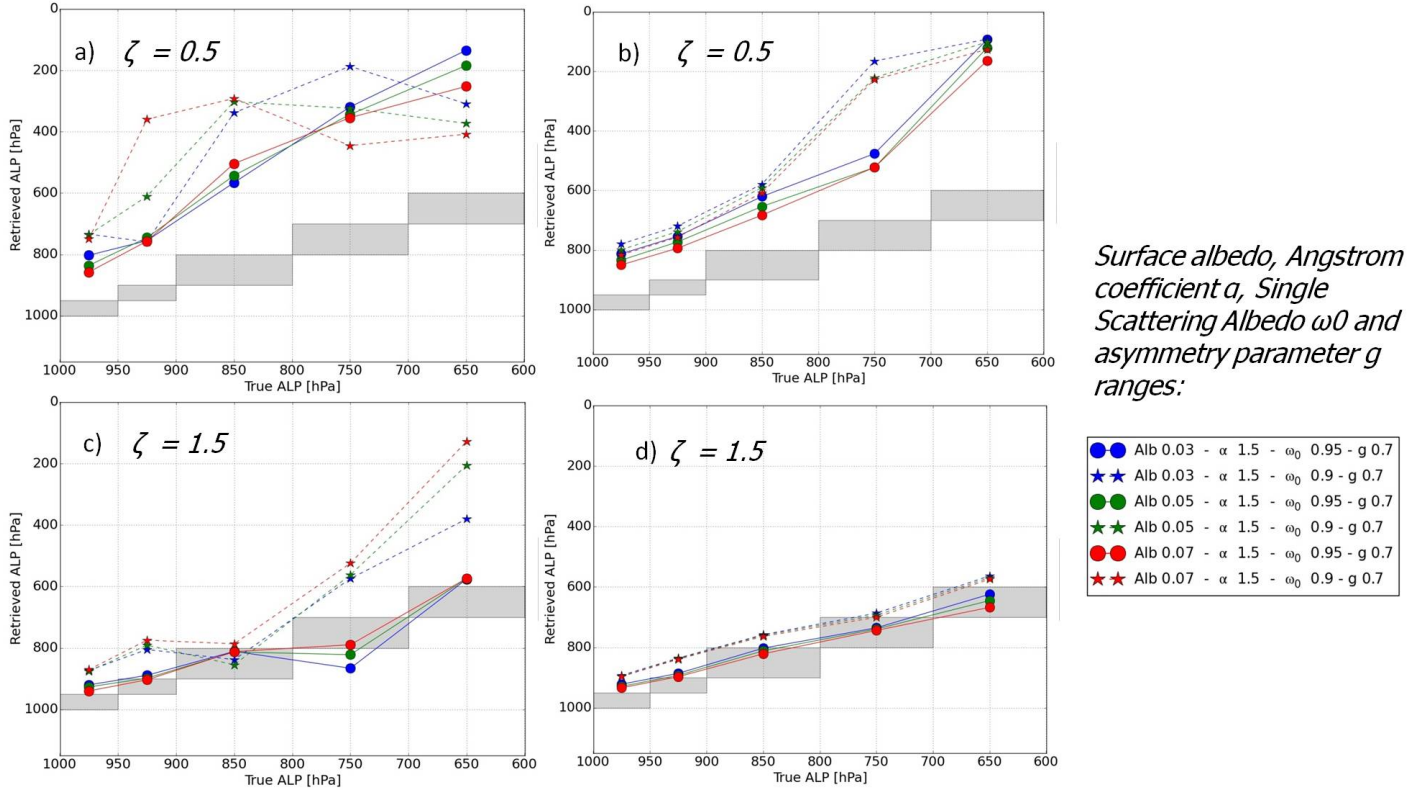 a) ζ = 0.5
Retrieved ALP [hPa]
0
200
400
600
800
1000
1000 950 900 850 800 750 700 650 600
True ALP [hPa]
b) ζ = 0.5
Retrieved ALP [hPa]
0
200
400
600
800
1000
1000 950 900 850 800 750 700 650 600
True ALP [hPa]
c) ζ = 1.5
Retrieved ALP [hPa]
0
200
400
600
800
1000
1000 950 900 850 800 750 700 650 600
True ALP [hPa]
d) ζ = 1.5
Retrieved ALP [hPa]
0
200
400
600
800
1000
1000 950 900 850 800 750 700 650 600
True ALP [hPa]
Surface albedo, Angstrom
coefficient α, Single
Scattering Albedo ω0 and
asymmetry parameter g
ranges:
Alb 0.03 - α 1.5 - ω₀ 0.95 - g 0.7
Alb 0.03 - α 1.5 - ω₀ 0.9 - g 0.7
Alb 0.05 - α 1.5 - ω₀ 0.95 - g 0.7
Alb 0.05 - α 1.5 - ω₀ 0.9 - g 0.7
Alb 0.07 - α 1.5 - ω₀ 0.95 - g 0.7
Alb 0.07 - α 1.5 - ω₀ 0.9 - g 0.7